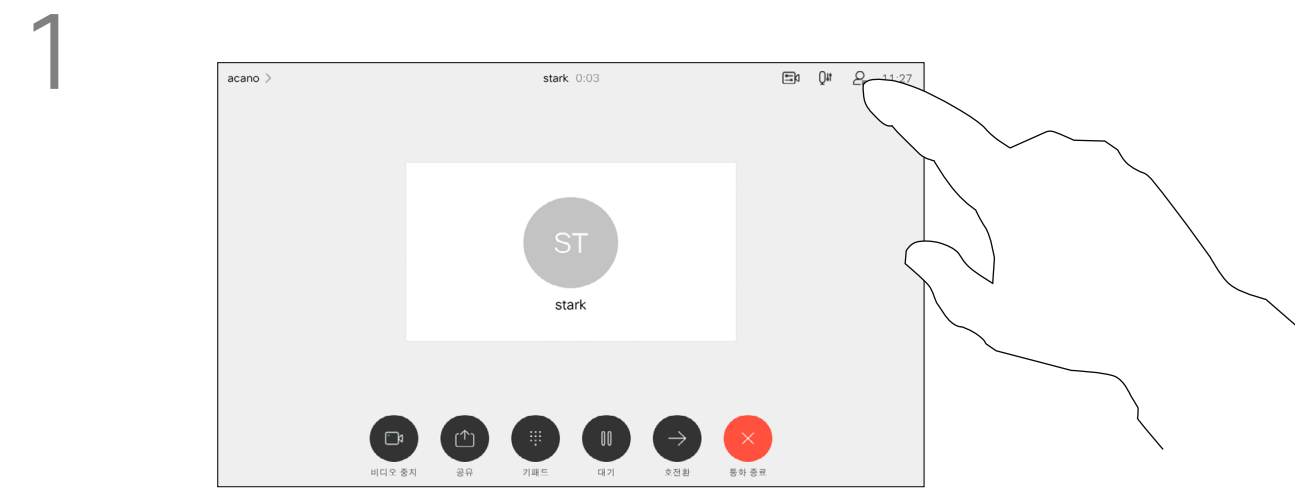 1
acano >
stark 0:03
11:27
ST
stark
비디오 중지
공유
키패드
대기
호전환
통화 종료